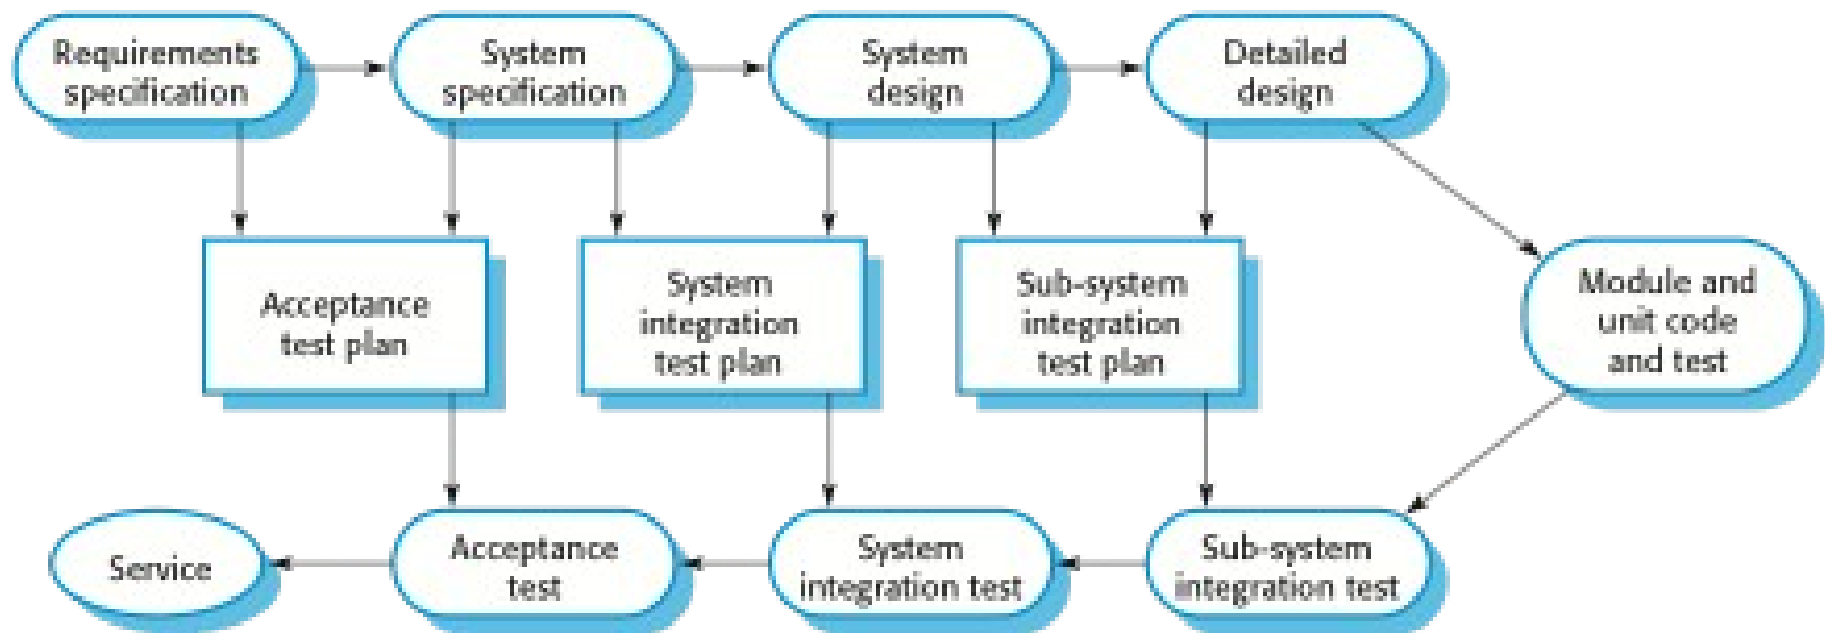 Requirements
specification
System
specification
System
design
Detailed
design
Acceptance
test plan
System
integration
test plan
Sub-system
integration
test plan
Module and
unit code
and test
Service
Acceptance
test
System
integration test
Sub-system
integration test